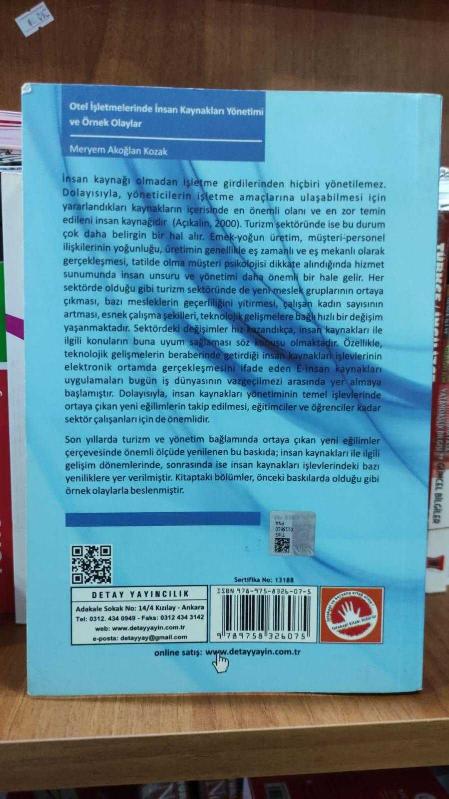 Otel İşletmelerinde İnsan Kaynakları Yönetimi
ve Örnek Olaylar
Meryem Akoğlan Kozak
İnsan kaynağı olmadan işletme girdilerinden hiçbiri yönetilemez.
Dolayısıyla, yöneticilerin işletme amaçlarına ulaşabilmesi için
yararlandıkları kaynakların içerisinde en önemli olanı ve en zor temin
edileni insan kaynağıdır (Açıkalın, 2000). Turizm sektöründe ise bu durum
çok daha belirgin bir hal alır. Emek-yoğun üretim, müşteri-personel
ilişkilerinin yoğunluğu, üretimin genellikle eş zamanlı ve eş mekanlı olarak
gerçekleşmesi, tatilde olma müşteri psikolojisi dikkate alındığında hizmet
sunumunda insan unsuru ve yönetimi daha önemli bir hale gelir. Her
sektörde olduğu gibi turizm sektöründe de yeni meslek gruplarının ortaya
çıkması, bazı mesleklerin geçerliliğini yitirmesi, çalışan kadın sayısının
artması, esnek çalışma şekilleri, teknolojik gelişmelere bağlı hızlı bir değişim
yaşanmaktadır. Sektördeki değişimler hız kazandıkça, insan kaynakları ile
ilgili konuların buna uyum sağlaması söz konusu olmaktadır. Özellikle,
teknolojik gelişmelerin beraberinde getirdiği insan kaynakları işlevlerinin
elektronik ortamda gerçekleşmesini ifade eden E-insan kaynakları
uygulamaları bugün iş dünyasının vazgeçilmezi arasında yer almaya
başlamıştır. Dolayısıyla, insan kaynakları yönetiminin temel işlevlerinde
ortaya çıkan yeni eğilimlerin takip edilmesi, eğitimciler ve öğrenciler kadar
sektör çalışanları için de önemlidir.
Son yıllarda turizm ve yönetim bağlamında ortaya çıkan yeni eğilimler
çerçevesinde önemli ölçüde yenilenen bu baskıda; insan kaynakları ile ilgili
gelişim dönemlerinde, sonrasında ise insan kaynakları işlevlerindeki bazı
yeniliklere yer verilmiştir. Kitaptaki bölümler, önceki baskılarda olduğu gibi
örnek olaylarla beslenmiştir.
Sertifika No: 13188
DETAY YAYINCILIK
Adakale Sokak No: 14/4 Kızılay - Ankara
Tel: 0312. 434 0949 - Faks: 0312 434 3142
web: www.detayyayin.com.tr
e-posta: detayyay@gmail.com
ISBN 978-975-8326-07-5
9 789758 326075
online satış: www.detayyayin.com.tr
TÜRKÇE
GÜNCEL BİLGİLER